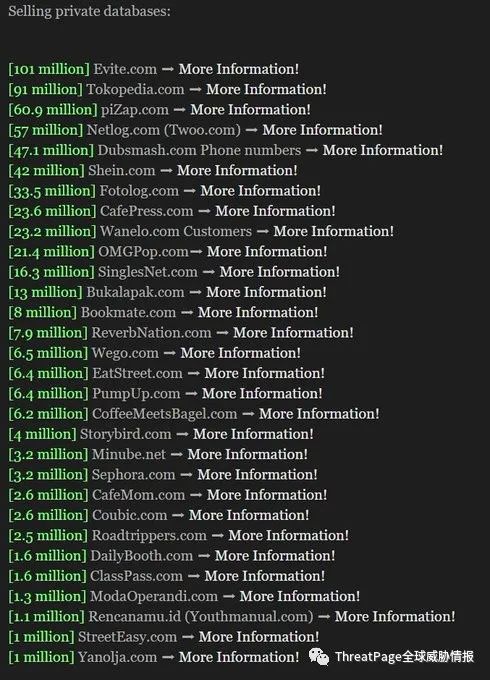 Selling private databases:
[101 million] Evite.com ➞ More Information!
[91 million] Tokopedia.com ➞ More Information!
[60.9 million] piZap.com ➞ More Information!
[57 million] Netlog.com (Twoo.com) ➞ More Information!
[47.1 million] Dubsmash.com Phone numbers ➞ More Information!
[42 million] Shein.com ➞ More Information!
[33.5 million] Fotolog.com ➞ More Information!
[23.6 million] CafePress.com ➞ More Information!
[23.2 million] Wanelo.com Customers ➞ More Information!
[21.4 million] OMGPop.com➞ More Information!
[16.3 million] SinglesNet.com ➞ More Information!
[13 million] Bukalapak.com ➞ More Information!
[8 million] Bookmate.com ➞ More Information!
[7.9 million] ReverbNation.com ➞ More Information!
[6.5 million] Wego.com ➞ More Information!
[6.4 million] EatStreet.com ➞ More Information!
[6.4 million] PumpUp.com ➞ More Information!
[6.2 million] CoffeeMeetsBagel.com ➞ More Information!
[4 million] Storybird.com ➞ More Information!
[3.2 million] Minube.net ➞ More Information!
[3.2 million] Sephora.com ➞ More Information!
[2.6 million] CafeMom.com ➞ More Information!
[2.6 million] Coubic.com ➞ More Information!
[2.5 million] Roadtrippers.com ➞ More Information!
[1.6 million] DailyBooth.com ➞ More Information!
[1.6 million] ClassPass.com ➞ More Information!
[1.3 million] ModaOperandi.com ➞ More Information!
[1.1 million] Rencanamu.id (Youthmanual.com) ➞ More Information!
[1 million] StreetEasy.com ➞ More Information!
[1 million] Yanolja.com ➞ More Information!
ThreatPage全球威胁情报